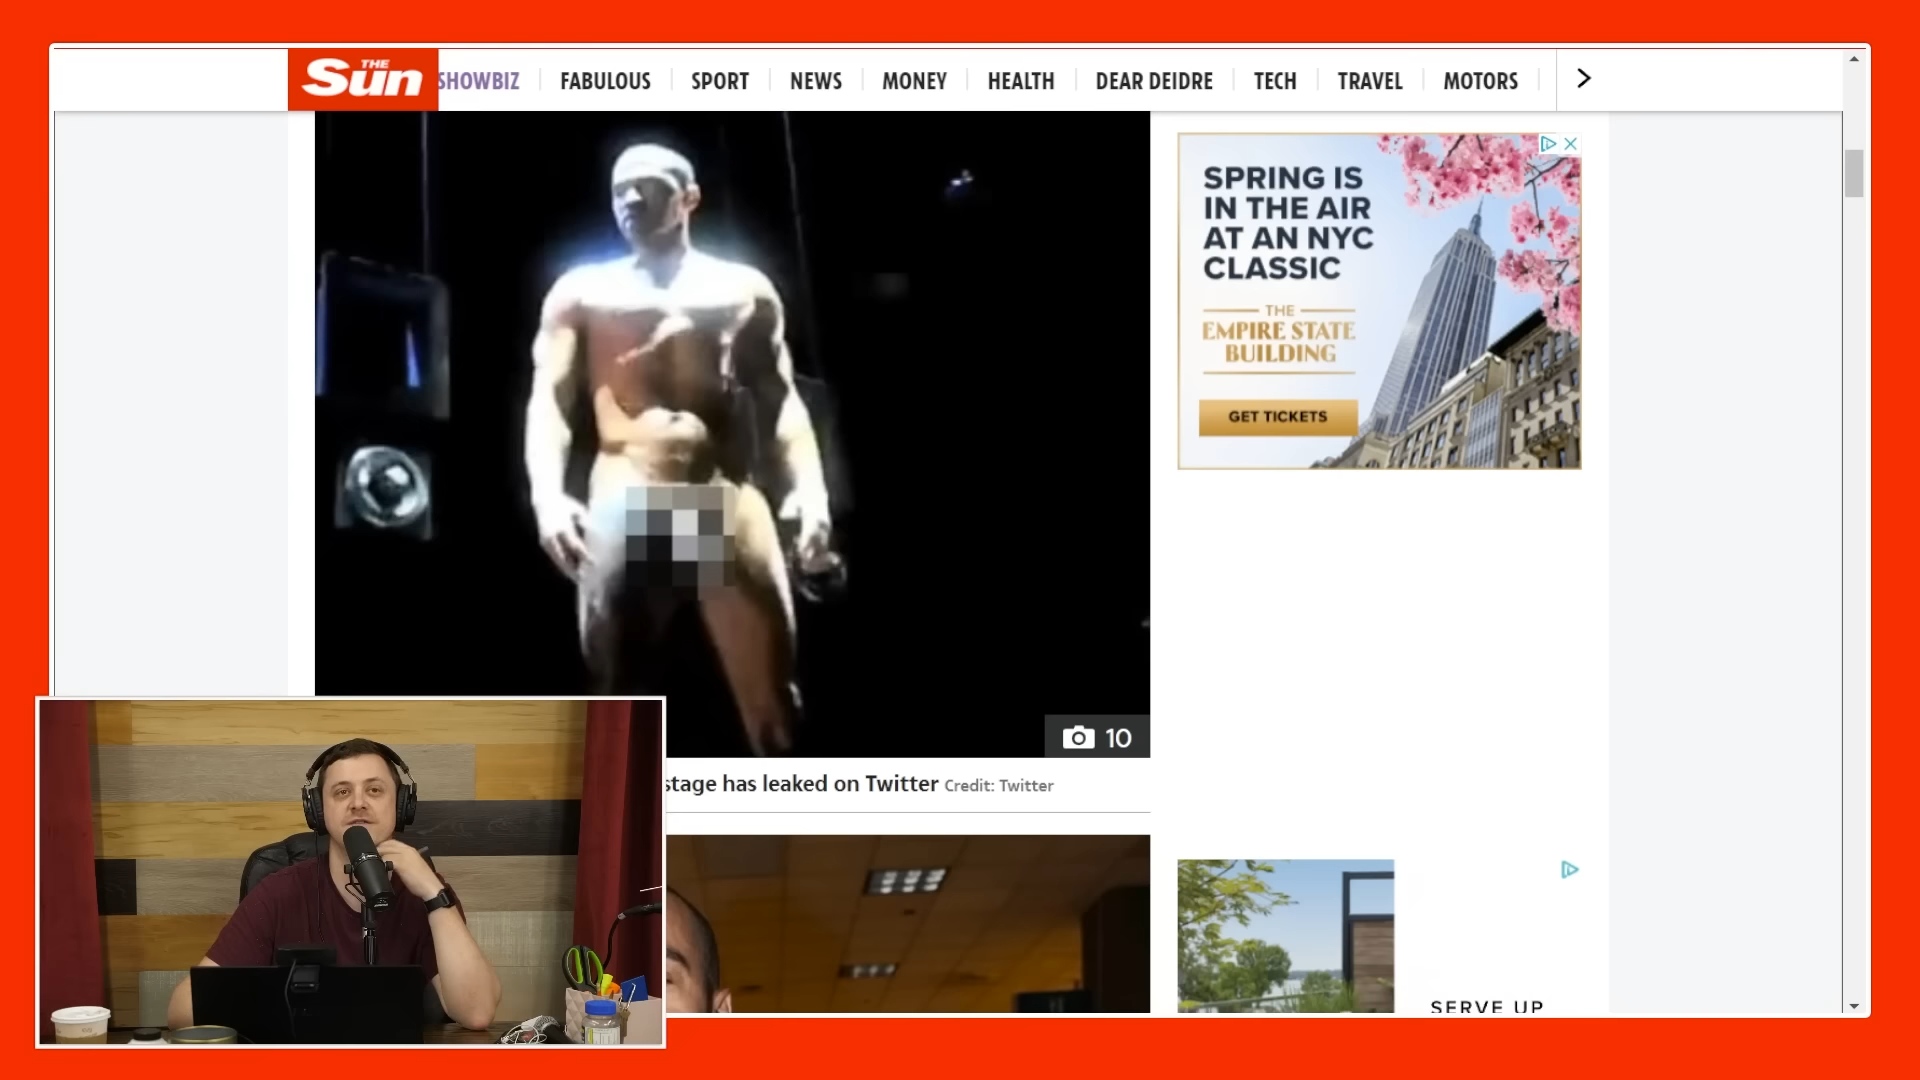 THE
Sun
SHOWBIZ
FABULOUS
SPORT
NEWS
MONEY
HEALTH
DEAR DEIDRE
TECH
TRAVEL
MOTORS
SPRING IS
IN THE AIR
AT AN NYC
CLASSIC
THE
EMPIRE STATE
BUILDING
GET TICKETS
10
stage has leaked on Twitter Credit: Twitter
SERVE UP